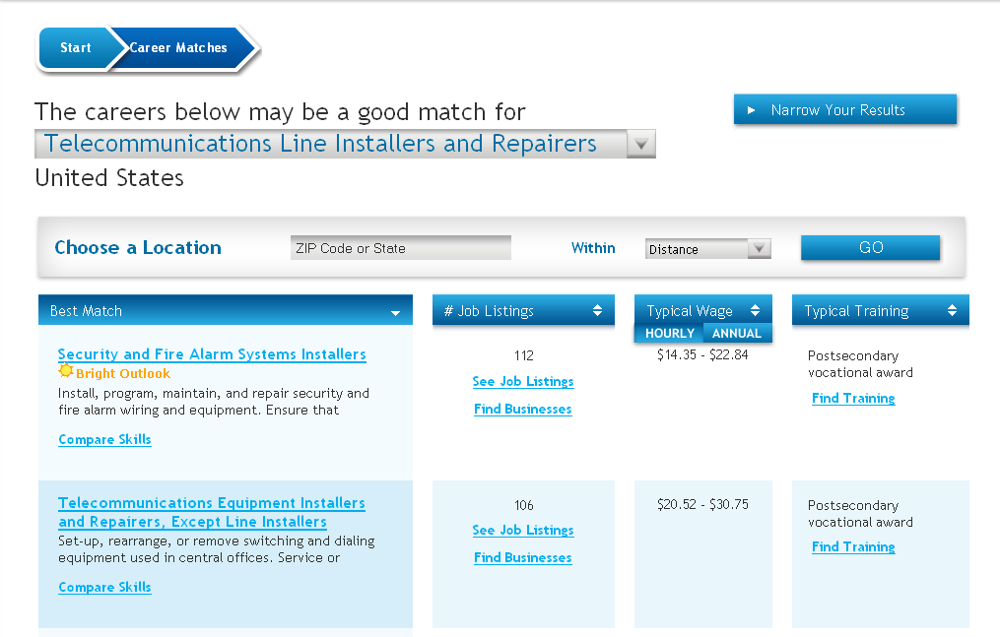 Start
Career Matches
The careers below may be a good match for
Telecommunications Line Installers and Repairers
United States
Narrow Your Results
Choose a Location
ZIP Code or State
Within
Distance
GO
Best Match
# Job Listings
Typical Wage
Typical Training
HOURLY
ANNUAL
Security and Fire Alarm Systems Installers
Bright Outlook
Install, program, maintain, and repair security and
fire alarm wiring and equipment. Ensure that
Compare Skills
112
See Job Listings
Find Businesses
$14.35 - $22.84
Postsecondary
vocational award
Find Training
Telecommunications Equipment Installers
and Repairers, Except Line Installers
Set-up, rearrange, or remove switching and dialing
equipment used in central offices. Service or
Compare Skills
106
See Job Listings
Find Businesses
$20.52 - $30.75
Postsecondary
vocational award
Find Training